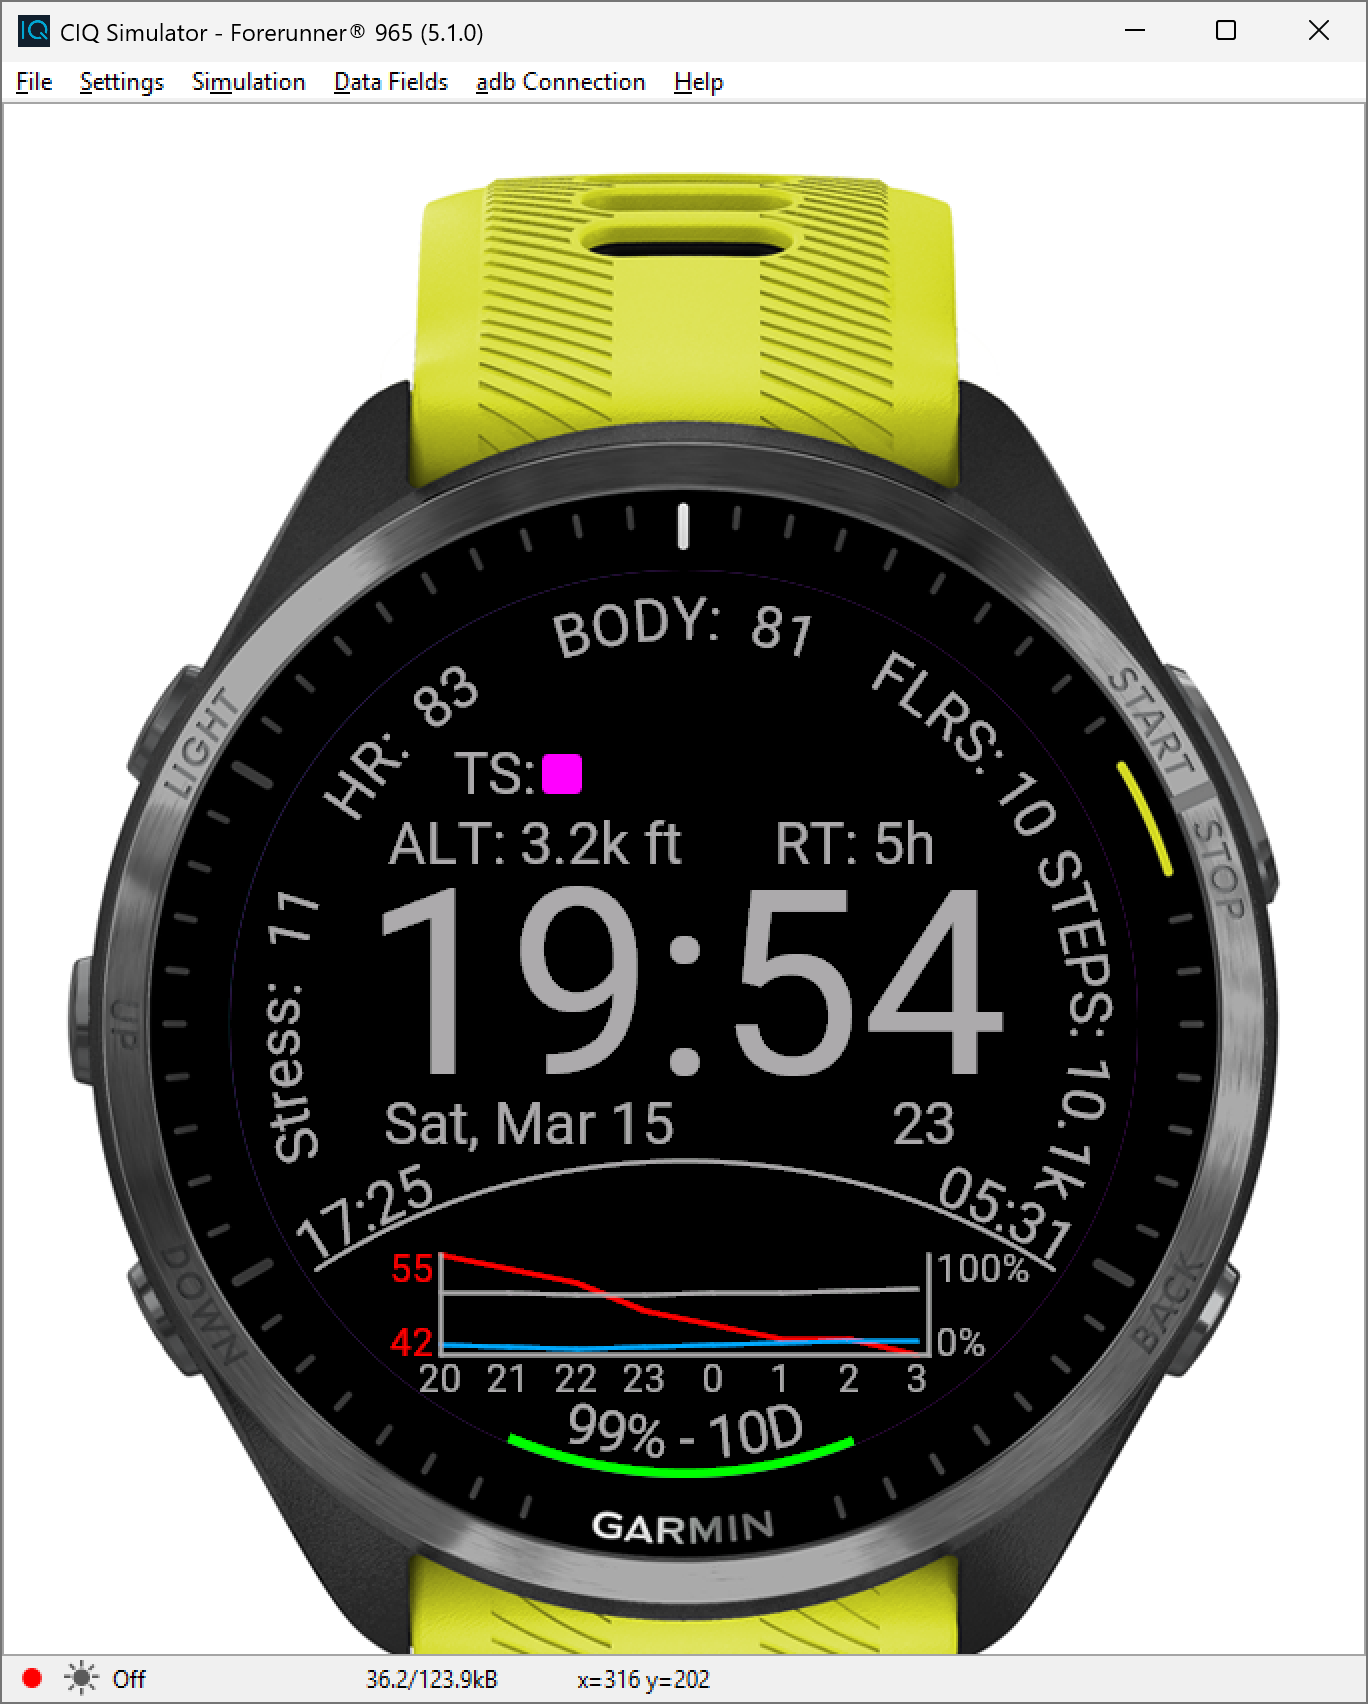 CIQ Simulator - Forerunner® 965 (5.1.0)
File Settings Simulation Data Fields adb Connection Help
BODY: 81
HR: 83
FLRS: 10
START
STOP
LIGHT
TS:
ALT: 3.2k ft RT: 5h
19:54
Stress: 11
STEPS: 10.1k
UP
Sat, Mar 15 23
17:25 05:31
DOWN
BACK
55 100%
42 0%
20 21 22 23 0 1 2 3
99% - 10D
GARMIN
Off 36.2/123.9kB x=316 y=202